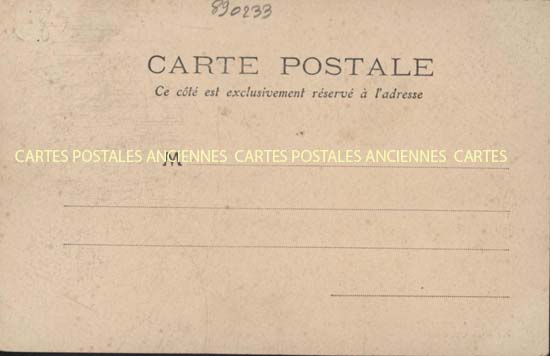 890233
CARTE POSTALE
Ce côté est exclusivement réservé à l'adresse
CARTES POSTALES ANCIENNES CARTES POSTALES ANCIENNES CARTES
M